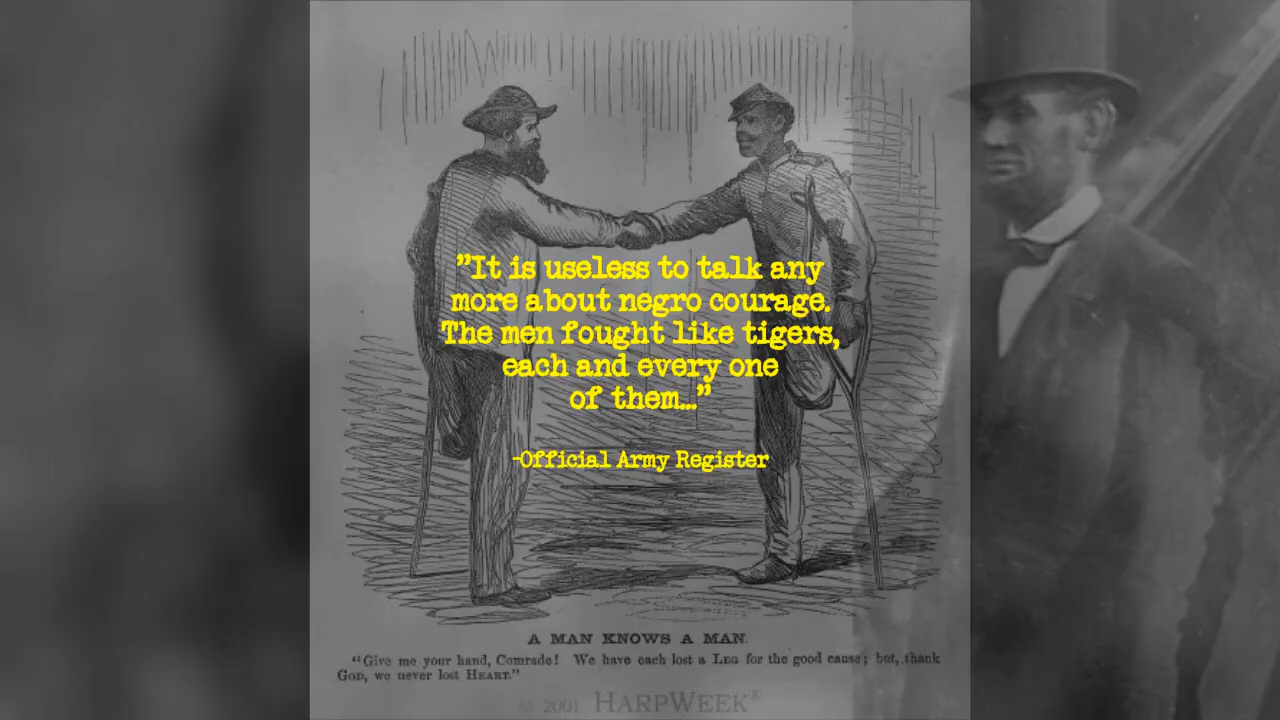 "It is useless to talk any
more about negro courage.
The men fought like tigers,
each and every one
of them..."
-Official Army Register
A MAN KNOWS A MAN.
"Give me your hand, Comrade! We have each lost a LEG for the good cause; but, thank
GOD, we never lost HEART."
© 2001 HARPWEEK®